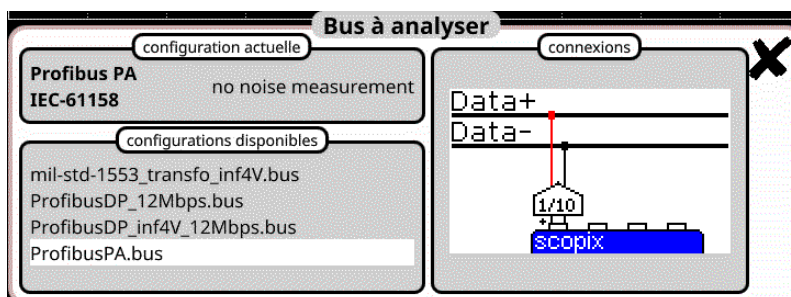 Bus à analyser
configuration actuelle
Profibus PA
IEC-61158
no noise measurement
configurations disponibles
mil-std-1553_transfo_inf4V.bus
ProfibusDP_12Mbps.bus
ProfibusDP_inf4V_12Mbps.bus
ProfibusPA.bus
connexions
Data+
Data-
1/10
+
scopix